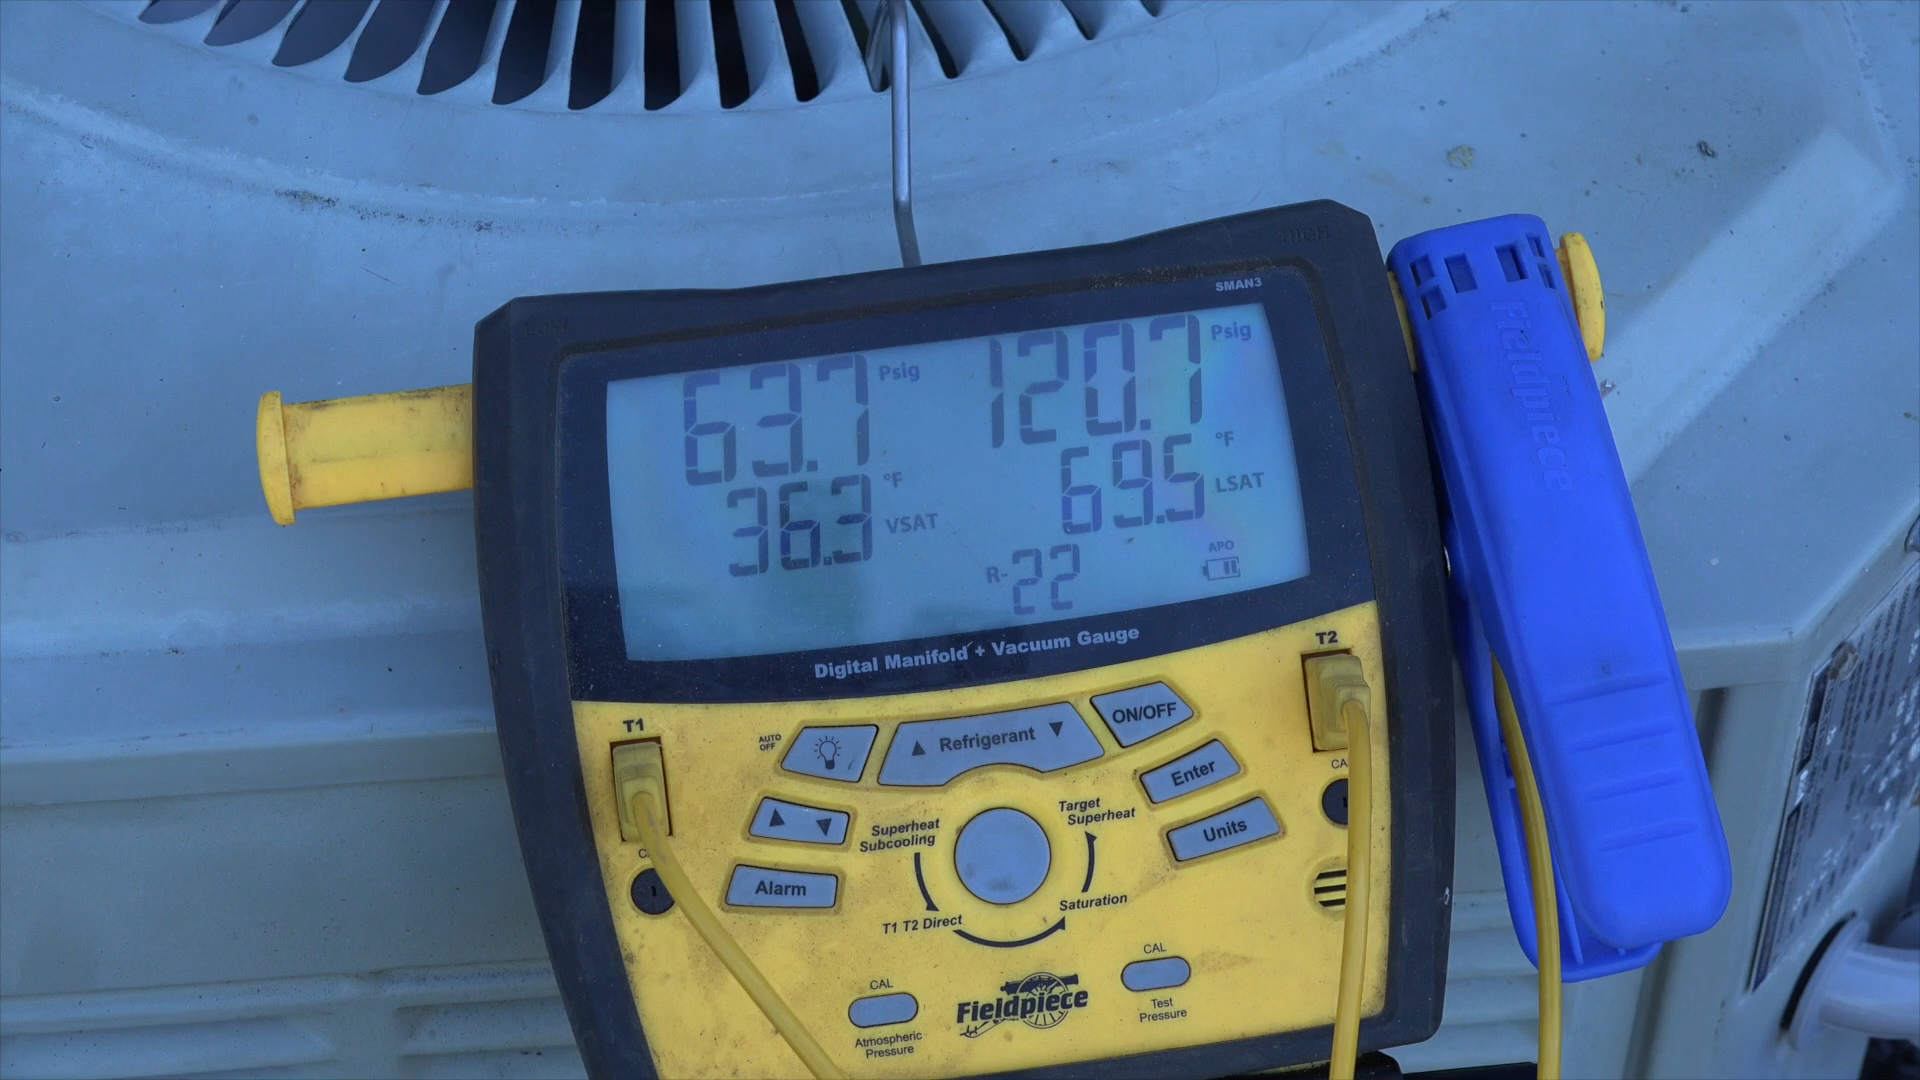 LOW
HIGH
SMAN3
63.7 Psig
120.7 Psig
36.3 °F VSAT
69.5 °F LSAT
R-22
APO
Digital Manifold + Vacuum Gauge
T1
T2
AUTO OFF
Refrigerant
ON/OFF
Enter
Units
Superheat
Subcooling
Target
Superheat
T1 T2 Direct
Saturation
Alarm
CAL
Atmospheric
Pressure
Fieldpiece
CAL
Test
Pressure
Fieldpiece